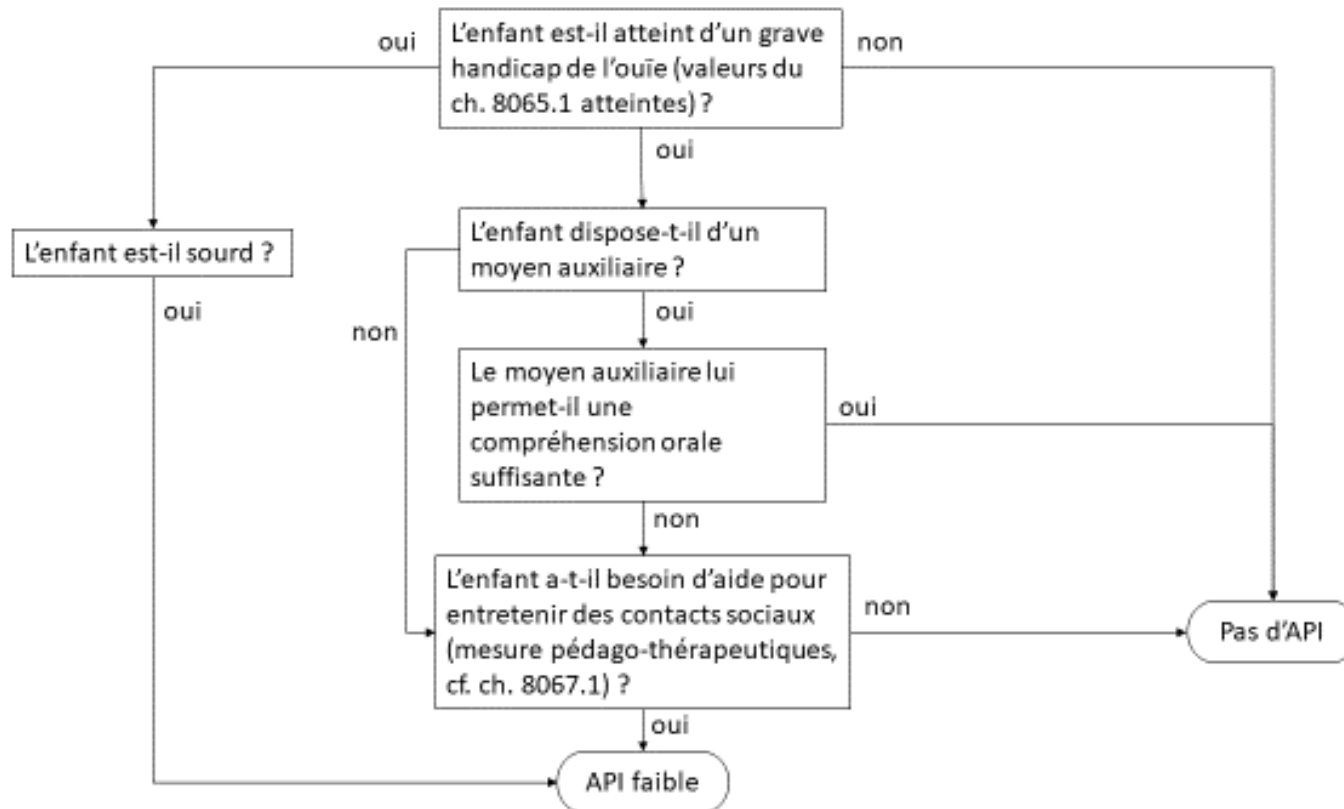 L'enfant est-il atteint d'un grave
handicap de l'ouïe (valeurs du
ch. 8065.1 atteintes) ?
oui
non
oui
L'enfant est-il sourd ?
L'enfant dispose-t-il d'un
moyen auxiliaire ?
oui
non
oui
Le moyen auxiliaire lui
permet-il une
compréhension orale
suffisante ?
oui
non
L'enfant a-t-il besoin d'aide pour
entretenir des contacts sociaux
(mesure pédago-thérapeutiques,
cf. ch. 8067.1) ?
non
Pas d'API
oui
API faible